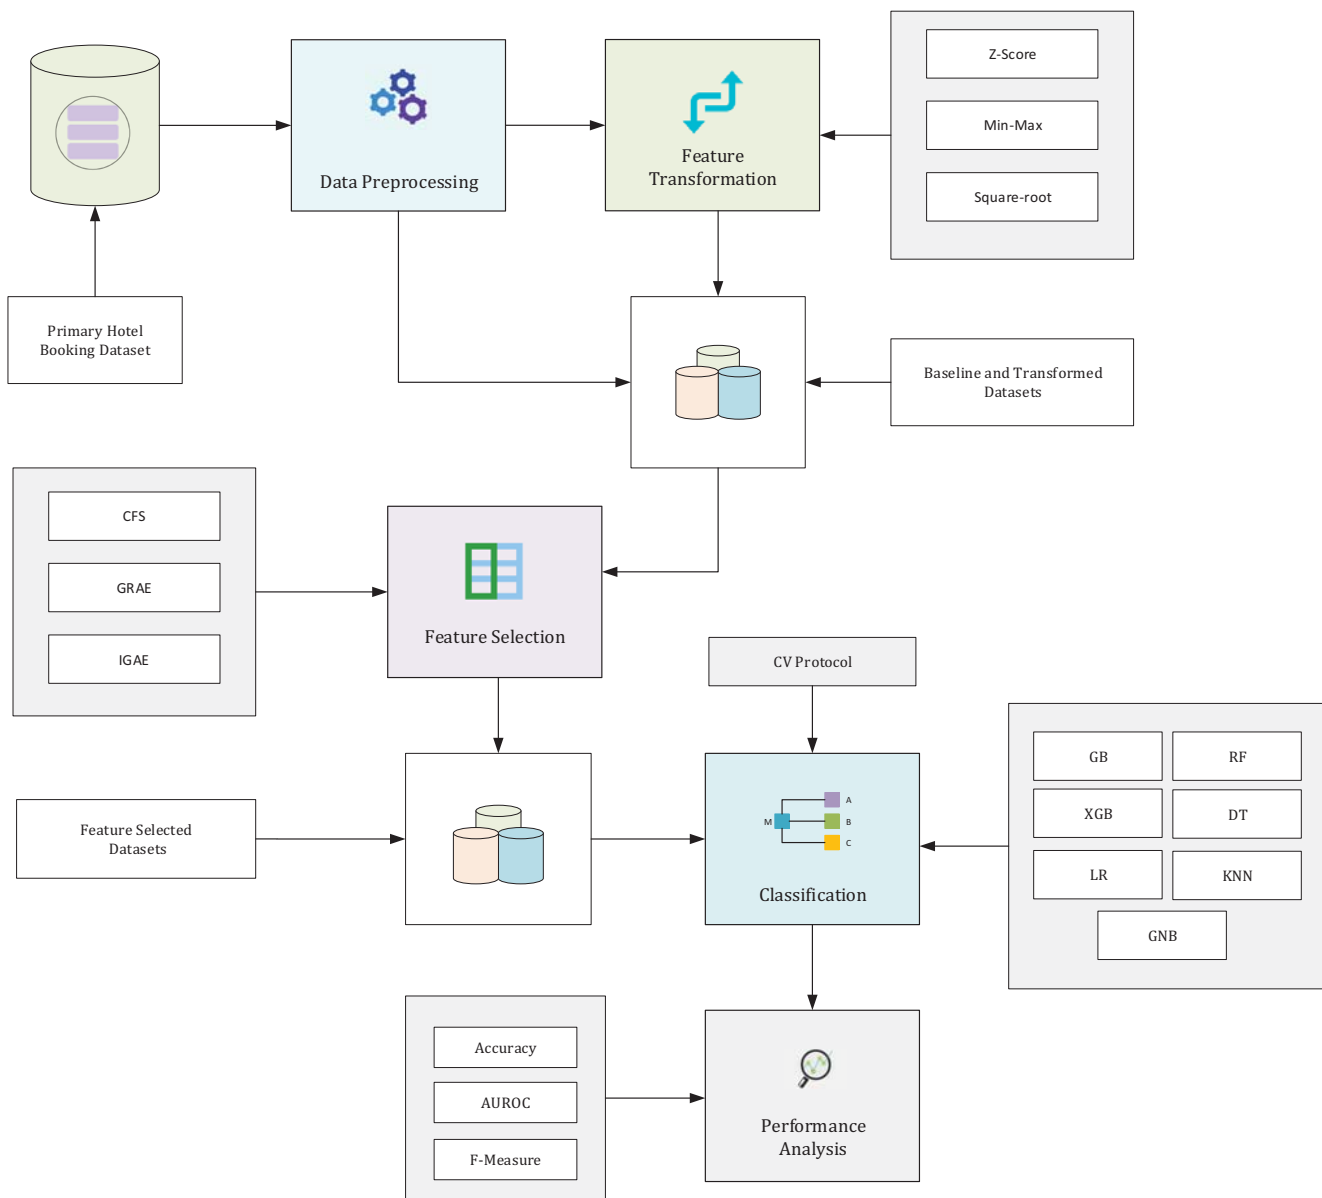 Z-Score
Min-Max
Square-root
Data Preprocessing
Feature
Transformation
Primary Hotel
Booking Dataset
Baseline and Transformed
Datasets
CFS
GRAE
IGAE
Feature Selection
CV Protocol
Feature Selected
Datasets
M
A
B
C
Classification
GB
RF
XGB
DT
LR
KNN
GNB
Accuracy
AUROC
F-Measure
Performance
Analysis